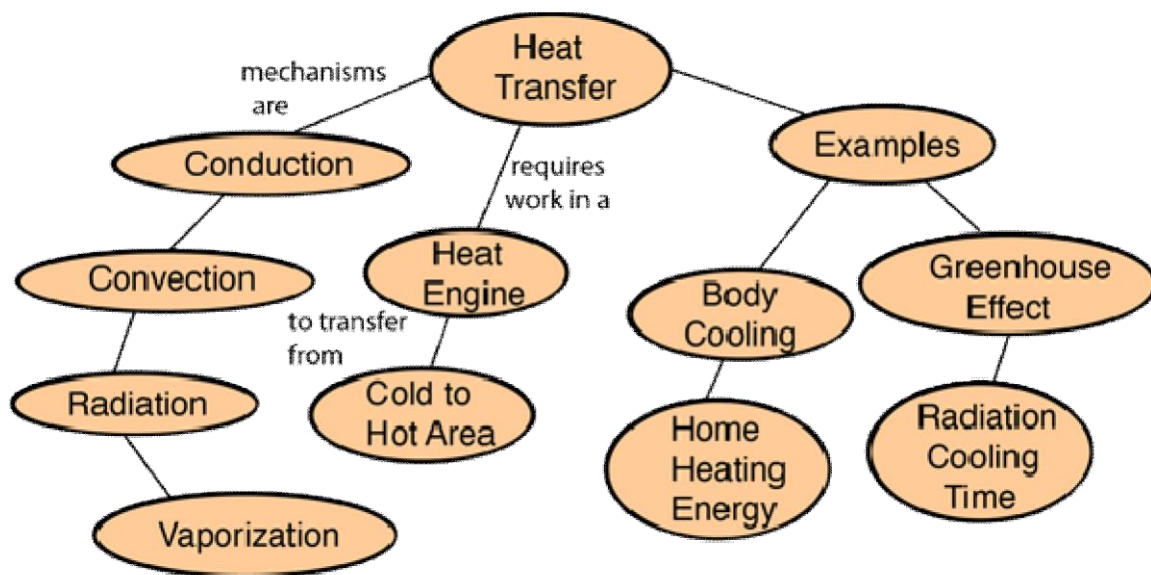 Heat
Transfer
mechanisms
are
Conduction
Convection
Radiation
Vaporization
requires
work in a
Heat
Engine
to transfer
from
Cold to
Hot Area
Examples
Body
Cooling
Home
Heating
Energy
Greenhouse
Effect
Radiation
Cooling
Time